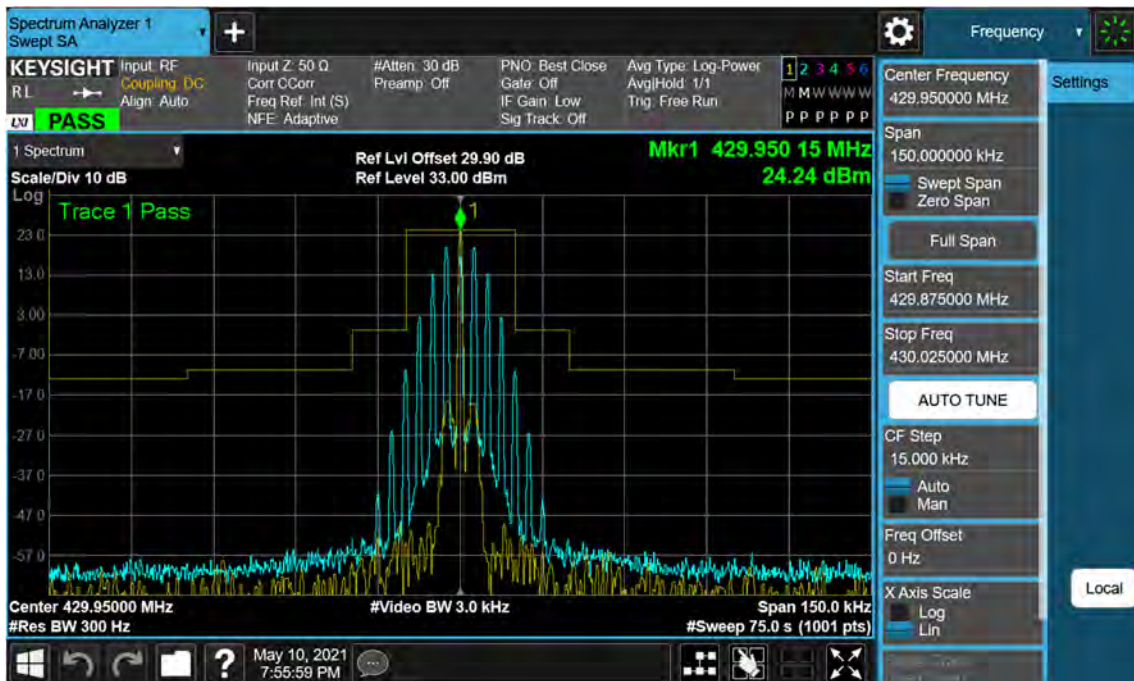 Spectrum Analyzer 1
Swept SA
+
Frequency
KEYSIGHT
RL
LXI PASS
Input: RF
Coupling: DC
Align: Auto
Input Z: 50 Ω
Corr CCorr
Freq Ref: Int (S)
NFE: Adaptive
#Atten: 30 dB
Preamp: Off
PNO: Best Close
Gate: Off
IF Gain: Low
Sig Track: Off
Avg Type: Log-Power
Avg|Hold: 1/1
Trig: Free Run
1 2 3 4 5 6
M M W W W W
P P P P P P
1 Spectrum
Scale/Div 10 dB
Ref Lvl Offset 29.90 dB
Ref Level 33.00 dBm
Mkr1 429.950 15 MHz
24.24 dBm
Log
Trace 1 Pass
1
23.0
13.0
3.00
-7.00
-17.0
-27.0
-37.0
-47.0
-57.0
Center 429.95000 MHz
#Res BW 300 Hz
#Video BW 3.0 kHz
Span 150.0 kHz
#Sweep 75.0 s (1001 pts)
?
May 10, 2021
7:55:59 PM
Center Frequency
429.950000 MHz
Span
150.000000 kHz
Swept Span
Zero Span
Full Span
Start Freq
429.875000 MHz
Stop Freq
430.025000 MHz
AUTO TUNE
CF Step
15.000 kHz
Auto
Man
Freq Offset
0 Hz
X Axis Scale
Log
Lin
Settings
Local